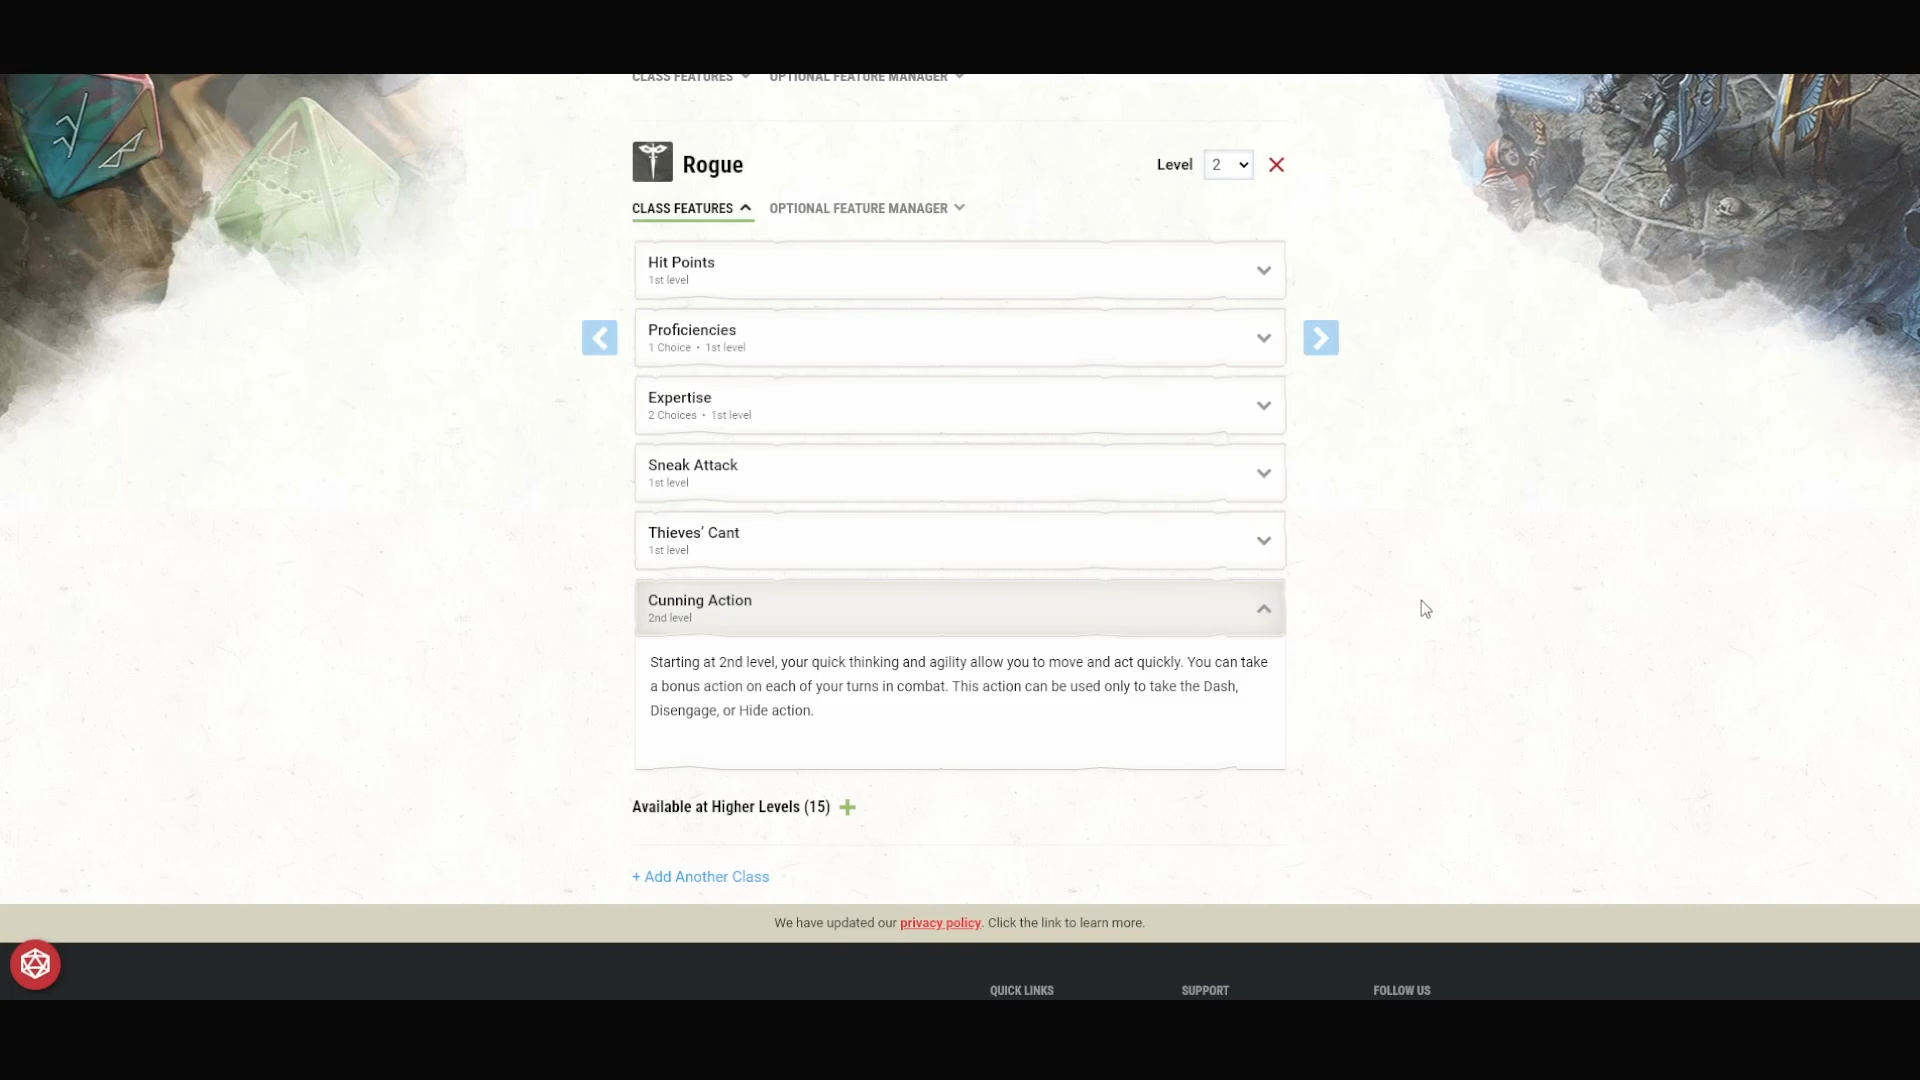 CLASS FEATURES OPTIONAL FEATURE MANAGER
Rogue
Level 2
CLASS FEATURES OPTIONAL FEATURE MANAGER
Hit Points
1st level
Proficiencies
1 Choice • 1st level
Expertise
2 Choices • 1st level
Sneak Attack
1st level
Thieves’ Cant
1st level
Cunning Action
2nd level
Starting at 2nd level, your quick thinking and agility allow you to move and act quickly. You can take
a bonus action on each of your turns in combat. This action can be used only to take the Dash,
Disengage, or Hide action.
Available at Higher Levels (15)
+ Add Another Class
We have updated our privacy policy. Click the link to learn more.
QUICK LINKS SUPPORT FOLLOW US